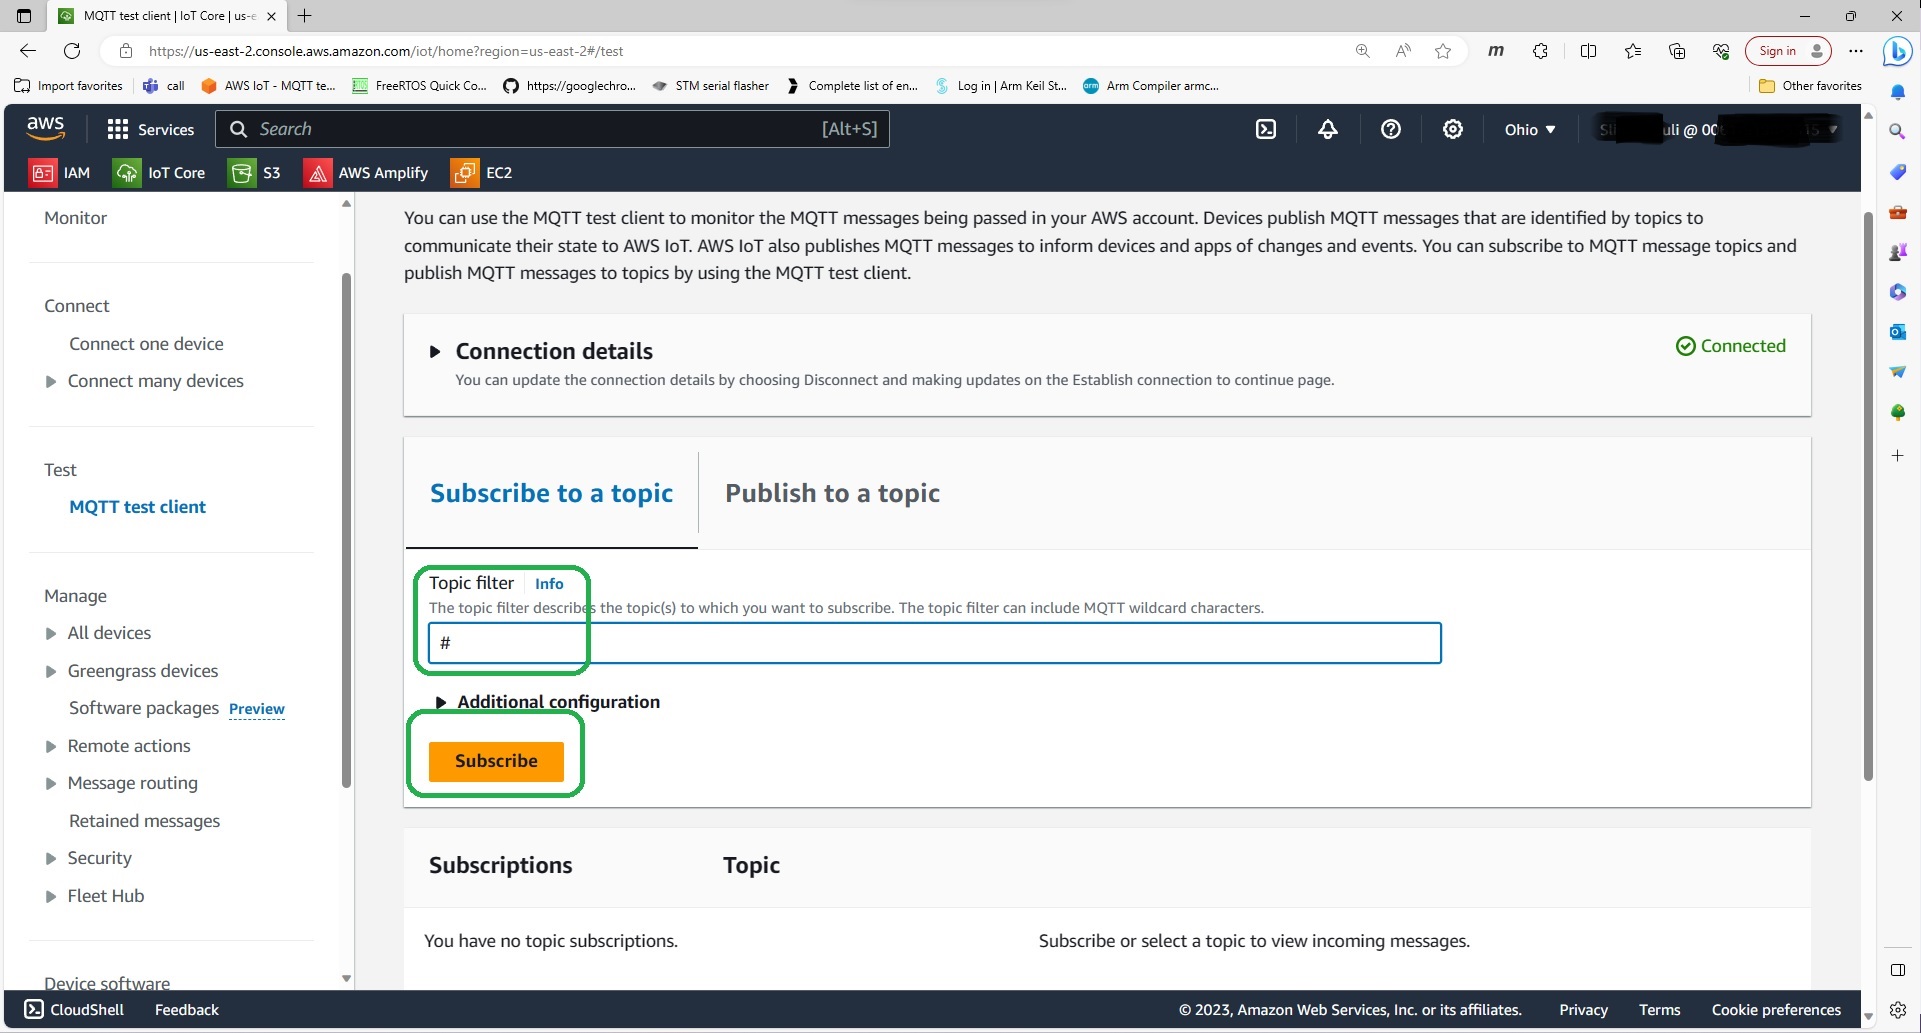 MQTT test client | IoT Core | us-e
https://us-east-2.console.aws.amazon.com/iot/home?region=us-east-2#/test
Sign in
Import favorites
call
AWS IoT - MQTT te...
FreeRTOS Quick Co...
https://googlechro...
STM serial flasher
Complete list of en...
Log in | Arm Keil St...
arm
Arm Compiler armc...
Other favorites
aws
Services
Search
[Alt+S]
Ohio
uli @ 00
IAM
IoT Core
S3
AWS Amplify
EC2
Monitor
Connect
Connect one device
Connect many devices
Test
MQTT test client
Manage
All devices
Greengrass devices
Software packages Preview
Remote actions
Message routing
Retained messages
Security
Fleet Hub
Device software
You can use the MQTT test client to monitor the MQTT messages being passed in your AWS account. Devices publish MQTT messages that are identified by topics to
communicate their state to AWS IoT. AWS IoT also publishes MQTT messages to inform devices and apps of changes and events. You can subscribe to MQTT message topics and
publish MQTT messages to topics by using the MQTT test client.
Connection details
Connected
You can update the connection details by choosing Disconnect and making updates on the Establish connection to continue page.
Subscribe to a topic
Publish to a topic
Topic filter Info
The topic filter describes the topic(s) to which you want to subscribe. The topic filter can include MQTT wildcard characters.
#
Additional configuration
Subscribe
Subscriptions
Topic
You have no topic subscriptions.
Subscribe or select a topic to view incoming messages.
CloudShell
Feedback
© 2023, Amazon Web Services, Inc. or its affiliates.
Privacy
Terms
Cookie preferences